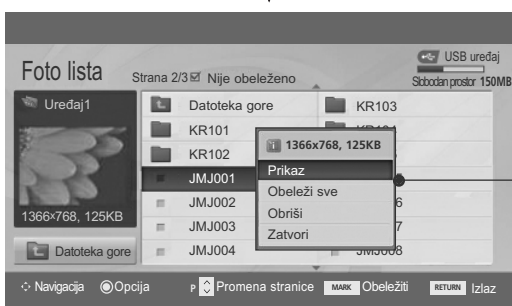 USB uređaj
Foto lista
Strana 2/3 Nije obeleženo
Slobodan prostor 150MB
Uređaj1
Datoteka gore
KR103
KR101
KR102
1366x768, 125KB
JMJ001
Prikaz
JMJ002
Obeleži sve
6
1366x768, 125KB
JMJ003
Obriši
7
Datoteka gore
JMJ004
Zatvori
Navigacija
Opcija
P Promena stranice
MARK Obeležiti
RETURN Izlaz